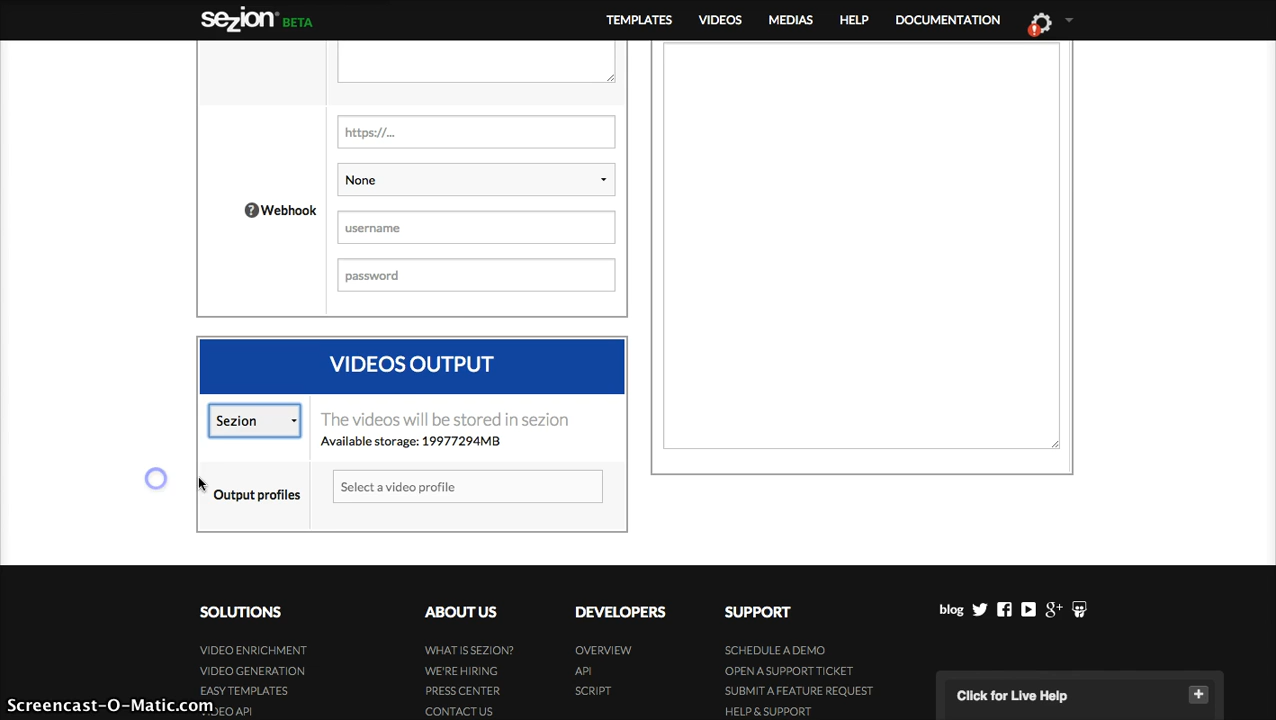 sezion BETA
TEMPLATES VIDEOS MEDIAS HELP DOCUMENTATION
https://...
None
? Webhook
username
password
VIDEOS OUTPUT
Sezion
The videos will be stored in sezion
Available storage: 19977294MB
Output profiles
Select a video profile
SOLUTIONS
VIDEO ENRICHMENT
VIDEO GENERATION
EASY TEMPLATES
VIDEO API
ABOUT US
WHAT IS SEZION?
WE'RE HIRING
PRESS CENTER
CONTACT US
DEVELOPERS
OVERVIEW
API
SCRIPT
SUPPORT
SCHEDULE A DEMO
OPEN A SUPPORT TICKET
SUBMIT A FEATURE REQUEST
HELP & SUPPORT
blog
Click for Live Help
Screencast-O-Matic.com